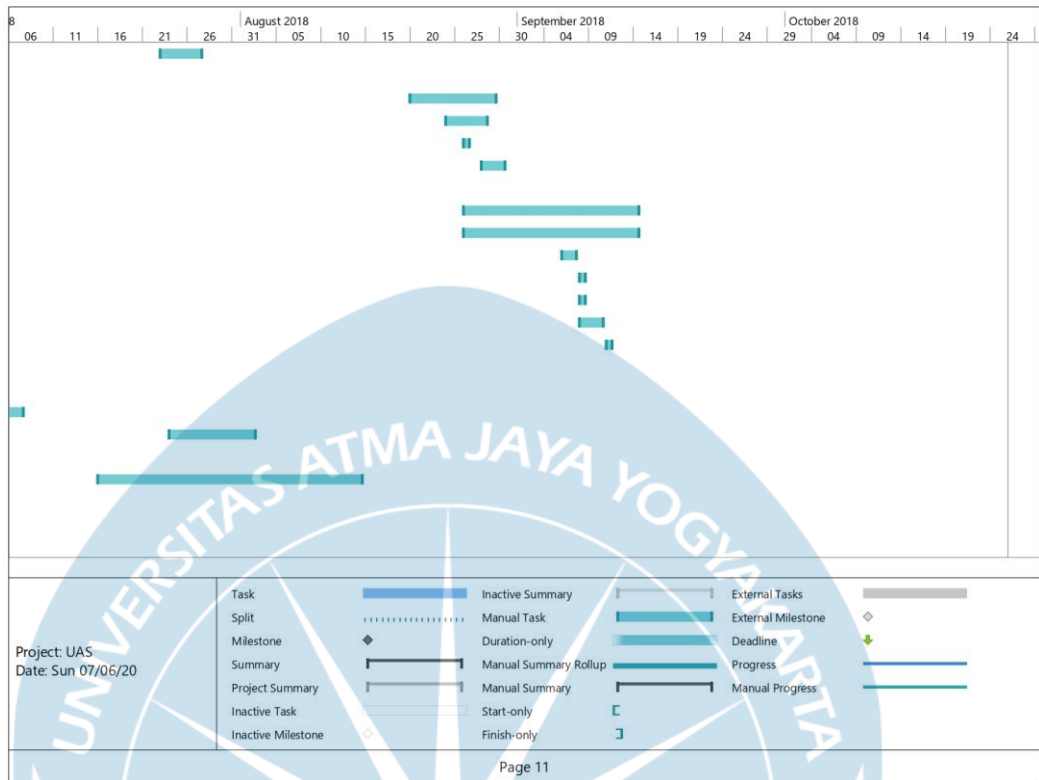 8 August 2018 September 2018 October 2018
06 11 16 21 26 31 05 10 15 20 25 30 04 09 14 19 24 29 04 09 14 19 24
UNIVERSITAS ATMA JAYA YOGYAKARTA
Project: UAS
Date: Sun 07/06/20
Task Inactive Summary External Tasks
Split Manual Task External Milestone
Milestone Duration-only Deadline
Summary Manual Summary Rollup Progress
Project Summary Manual Summary Manual Progress
Inactive Task Start-only
Inactive Milestone Finish-only
Page 11